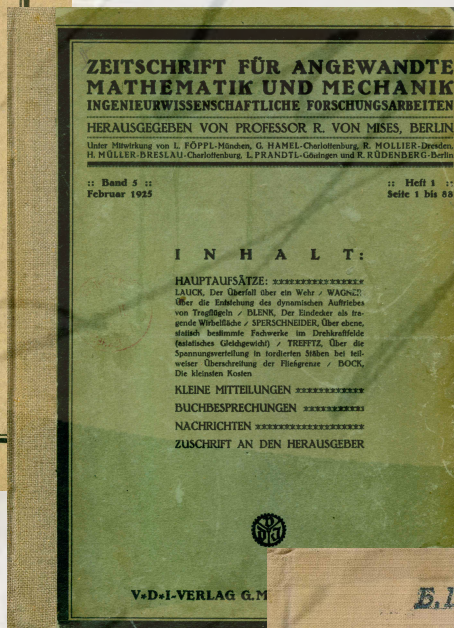 ZEITSCHRIFT FÜR ANGEWANDTE
MATHEMATIK UND MECHANIK
INGENIEURWISSENSCHAFTLICHE FORSCHUNGSARBEITEN
HERAUSGEGEBEN VON PROFESSOR R. VON MISES, BERLIN
Unter Mitwirkung von L. FÖPPL-München, G. HAMEL-Charlottenburg, R. MOLLIER-Dresden,
H. MÜLLER-BRESLAU-Charlottenburg, L. PRANDTL-Göttingen und R. RÜDENBERG-Berlin
:: Band 5 ::
Februar 1925
:: Heft 1 ::
Seite 1 bis 88
INHALT:
HAUPTAUFSÄTZE:
LAUCK, Der Überfall über ein Wehr / WAGNER
Über die Entstehung des dynamischen Auftriebes
von Tragflügeln / BLENK, Der Eindecker als tra-
gende Wirbelfläche / SPERSCHNEIDER, Über ebene,
statisch bestimmte Fachwerke im Drehkraftfelde
(astatisches Gleichgewicht) / TREFFTZ, Über die
Spannungsverteilung in tordierten Stäben bei teil-
weiser Überschreitung der Fließgrenze / BOCK,
Die kleinsten Kosten
KLEINE MITTEILUNGEN
BUCHBESPRECHUNGEN
NACHRICHTEN
ZUSCHRIFT AN DEN HERAUSGEBER
VDI
V•D•I-VERLAG G.M